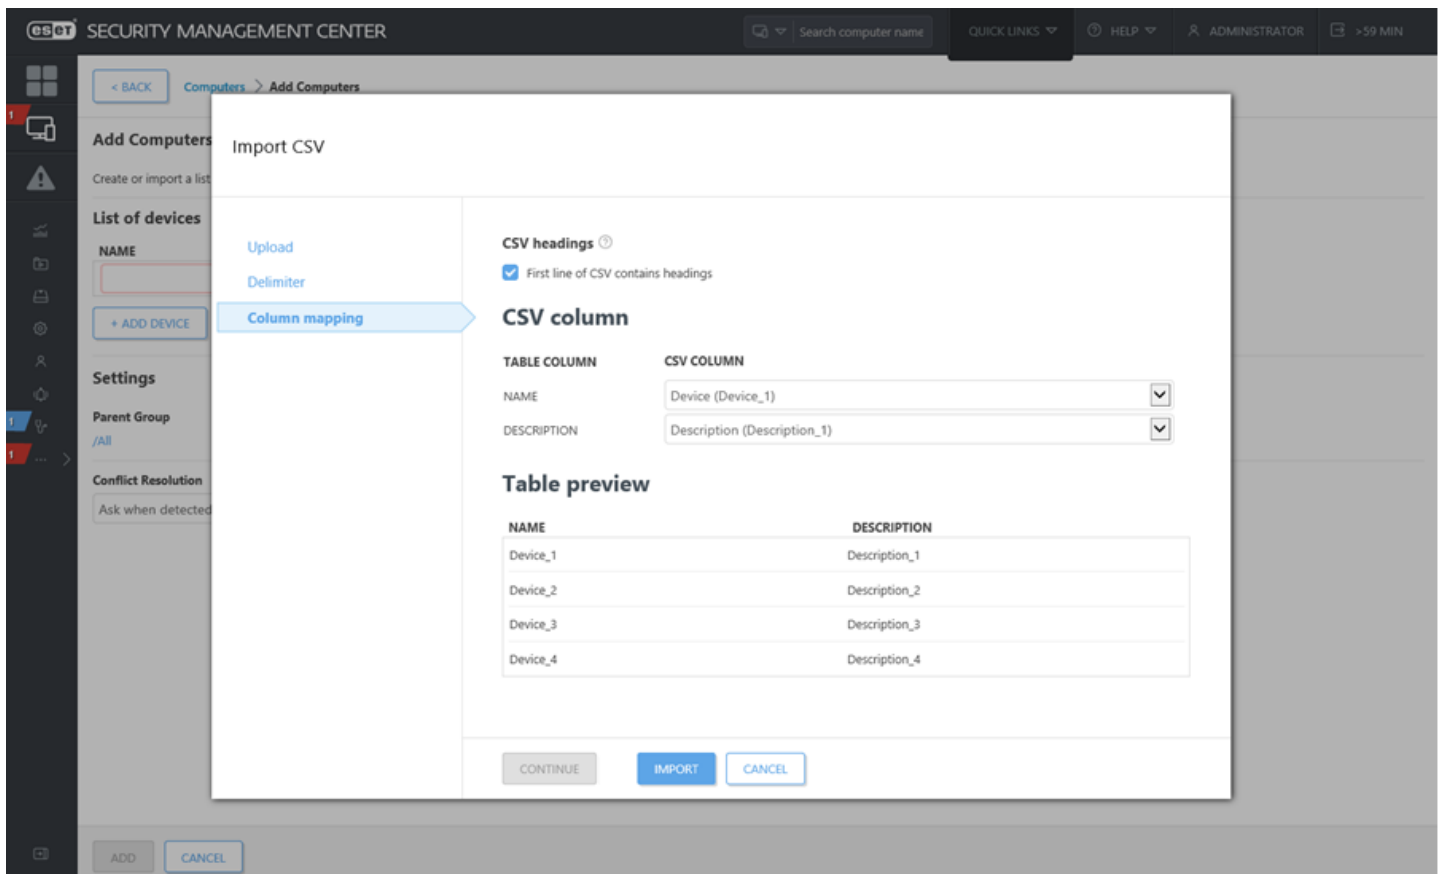 eseT SECURITY MANAGEMENT CENTER
Search computer name
QUICK LINKS
HELP
ADMINISTRATOR
>59 MIN
< BACK
Computers > Add Computers
1
Add Computers
Create or import a list
List of devices
NAME
+ ADD DEVICE
Settings
Parent Group
/All
Conflict Resolution
Ask when detected
1
1
...
ADD
CANCEL
Import CSV
Upload
Delimiter
Column mapping
CSV headings
First line of CSV contains headings
CSV column
TABLE COLUMN CSV COLUMN
NAME Device (Device_1)
DESCRIPTION Description (Description_1)
Table preview
NAME DESCRIPTION
Device_1 Description_1
Device_2 Description_2
Device_3 Description_3
Device_4 Description_4
CONTINUE
IMPORT
CANCEL